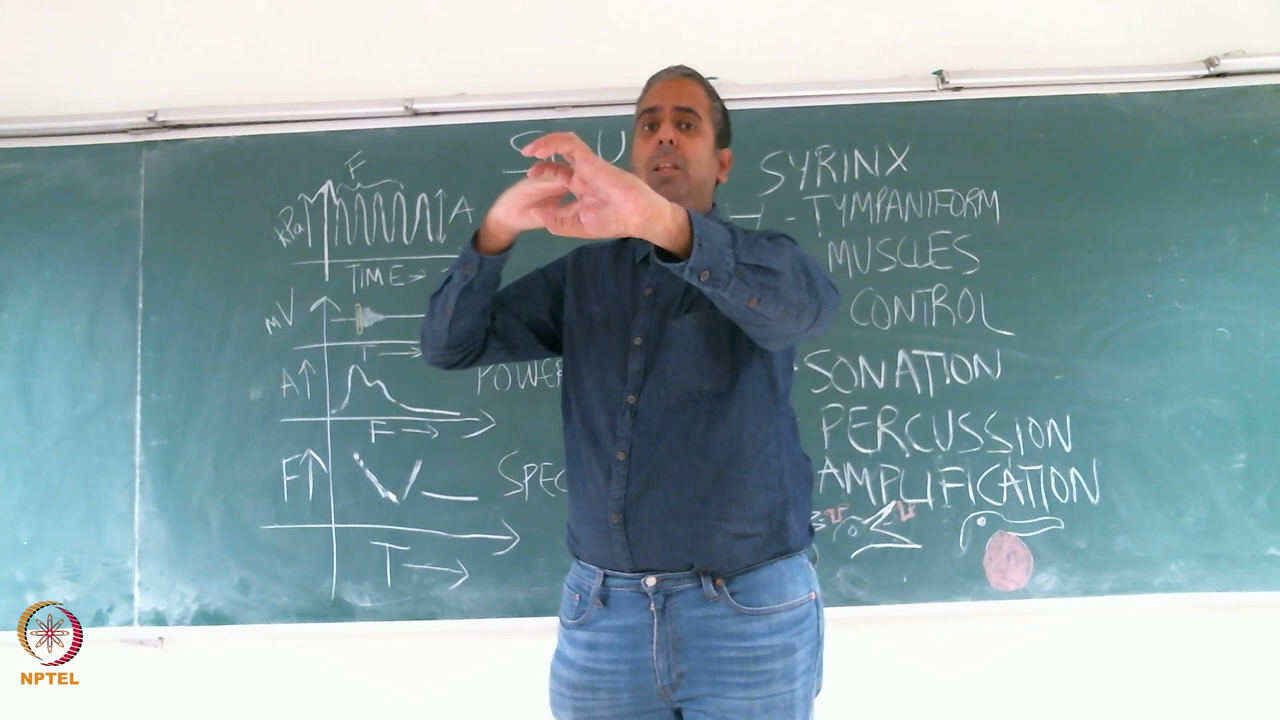 F
kPa
A
TIME →
mV
T →
A↑
F →
POWER
F↑
SPEC
T →
SYRINX
- TYMPANIFORM
MUSCLES
CONTROL
SONATION
PERCUSSION
AMPLIFICATION
NPTEL